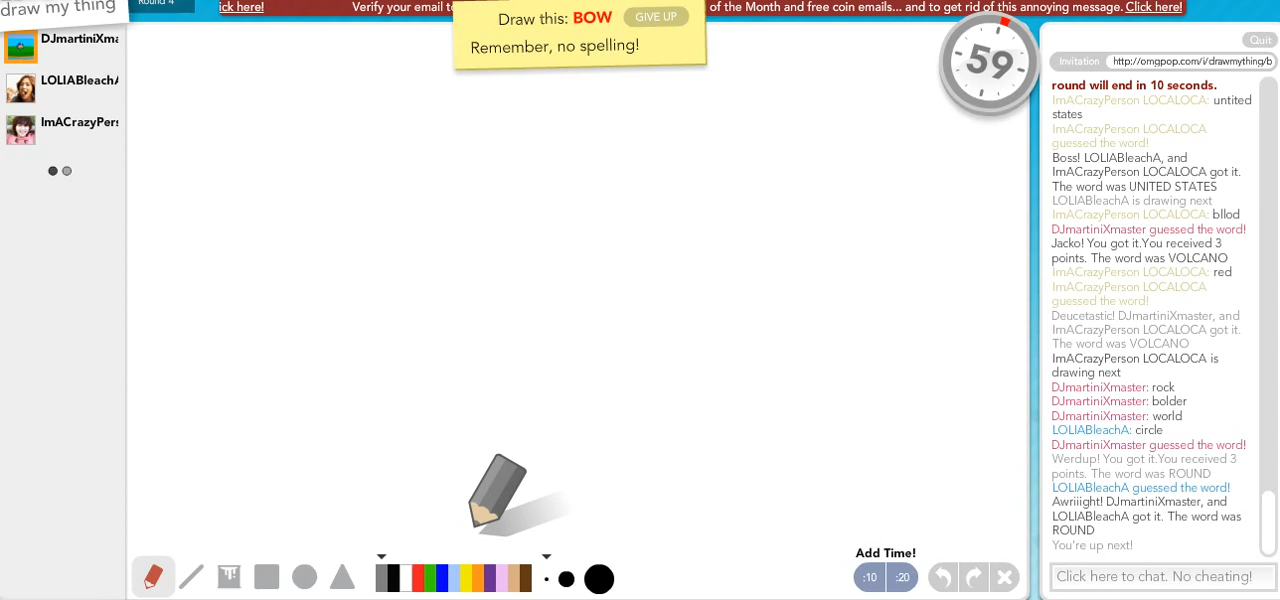 draw my thing
Round 4
ick here!
Verify your email to
of the Month and free coin emails... and to get rid of this annoying message. Click here!
Draw this: BOW
GIVE UP
Remember, no spelling!
59
DJmartiniXma
LOLIABleachA
ImACrazyPers
Quit
Invitation
http://omgpop.com/i/drawmything/b
round will end in 10 seconds.
ImACrazyPerson LOCALOCA: untited
states
ImACrazyPerson LOCALOCA
guessed the word!
Boss! LOLIABleachA, and
ImACrazyPerson LOCALOCA got it.
The word was UNITED STATES
LOLIABleachA is drawing next
ImACrazyPerson LOCALOCA: bllod
DJmartiniXmaster guessed the word!
Jacko! You got it.You received 3
points. The word was VOLCANO
ImACrazyPerson LOCALOCA: red
ImACrazyPerson LOCALOCA
guessed the word!
Deucetastic! DJmartiniXmaster, and
ImACrazyPerson LOCALOCA got it.
The word was VOLCANO
ImACrazyPerson LOCALOCA is
drawing next
DJmartiniXmaster: rock
DJmartiniXmaster: bolder
DJmartiniXmaster: world
LOLIABleachA: circle
DJmartiniXmaster guessed the word!
Werdup! You got it.You received 3
points. The word was ROUND
LOLIABleachA guessed the word!
Awriiight! DJmartiniXmaster, and
LOLIABleachA got it. The word was
ROUND
You're up next!
Click here to chat. No cheating!
Add Time!
:10
:20